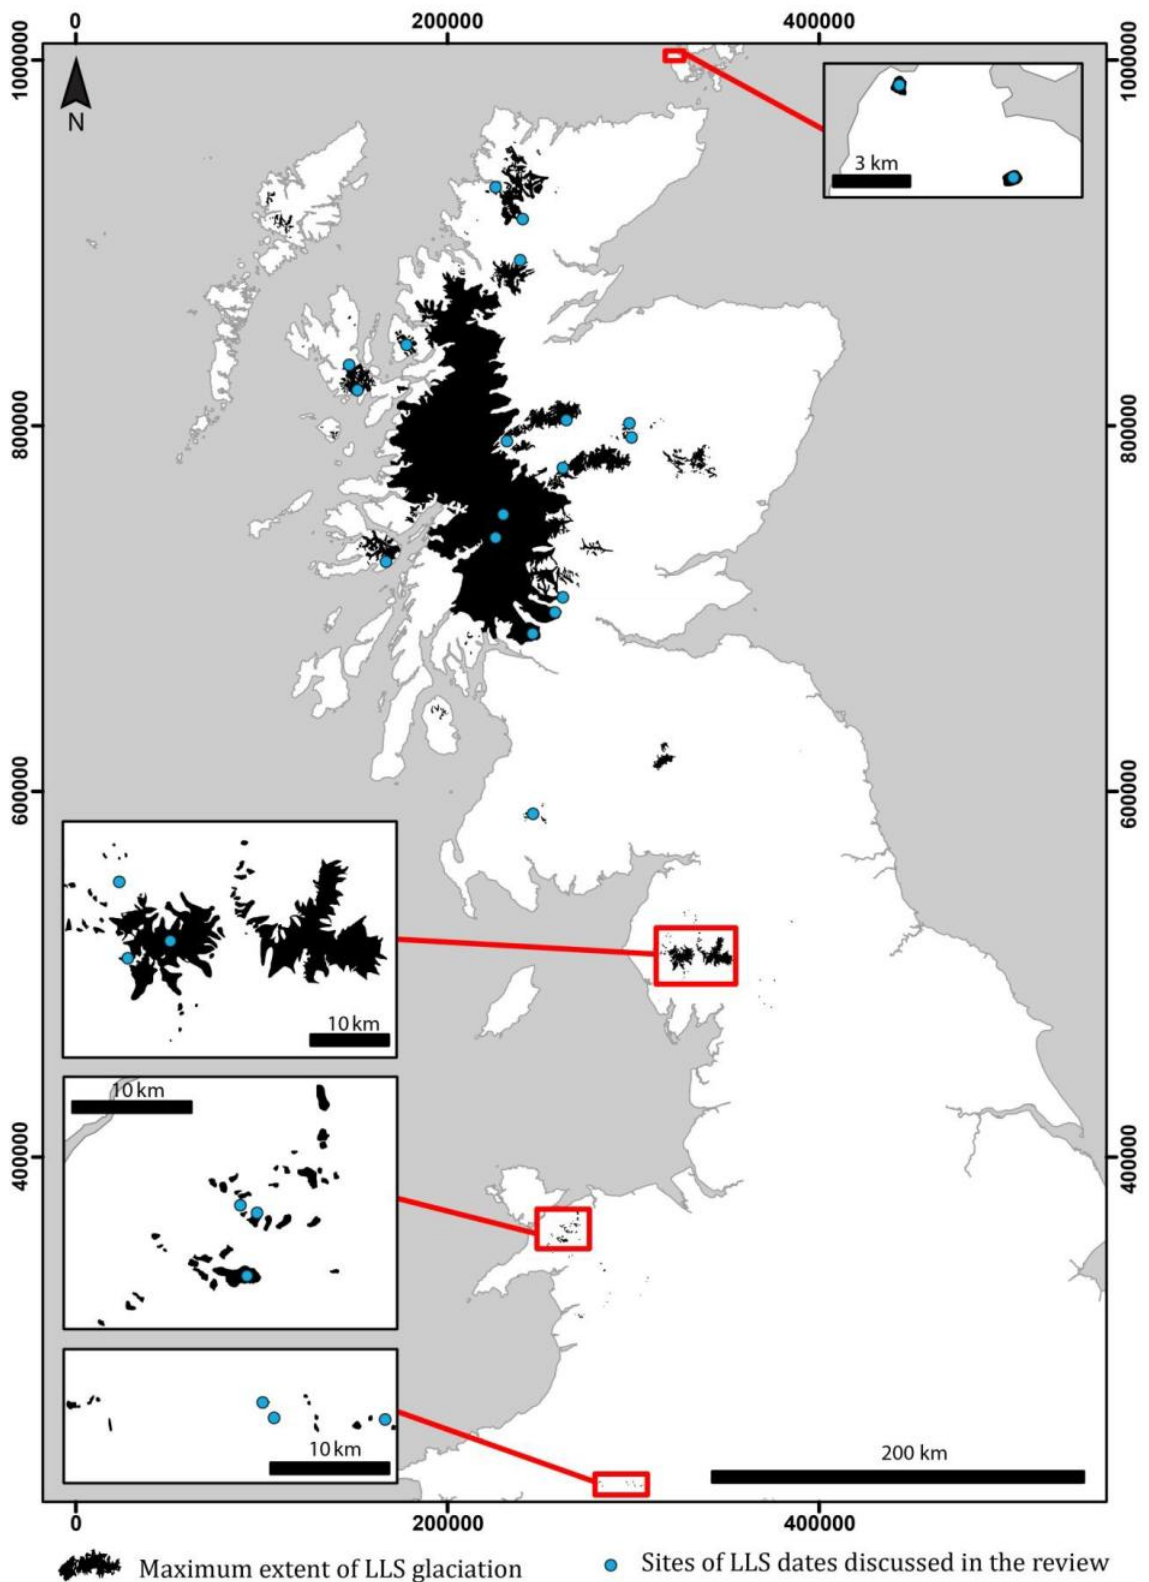 0 200000 400000
1000000 1000000
N
3 km
800000 800000
600000 600000
10 km
10 km
400000 400000
10 km
200 km
0 200000 400000
Maximum extent of LLS glaciation
Sites of LLS dates discussed in the review